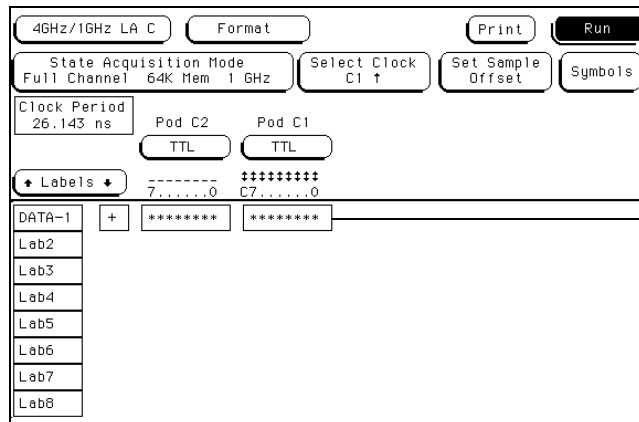 4GHz/1GHz LA C Format Print Run
State Acquisition Mode
Full Channel 64K Mem 1 GHz
Select Clock
C1 ↑
Set Sample
Offset
Symbols
Clock Period
26.143 ns
Pod C2 Pod C1
TTL TTL
↑ Labels ↓
-------- ↕↕↕↕↕↕↕↕↕
7......0 C7......0
DATA-1 + ******** ********
Lab2
Lab3
Lab4
Lab5
Lab6
Lab7
Lab8